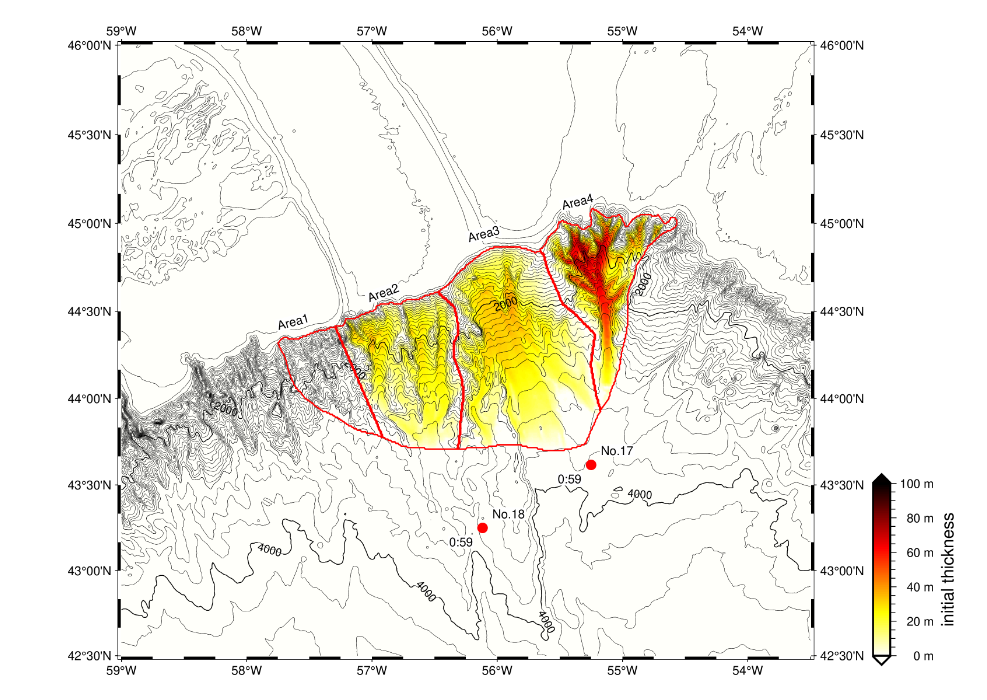 59°W 58°W 57°W 56°W 55°W 54°W
46°00'N 46°00'N
45°30'N 45°30'N
45°00'N 45°00'N
Area4
Area3
2000
Area2
2000
44°30'N 44°30'N
Area1
2000
44°00'N 44°00'N
No.17
0:59
43°30'N 43°30'N
4000
No.18
0:59
4000
43°00'N 43°00'N
4000
4000
42°30'N 42°30'N
59°W 58°W 57°W 56°W 55°W 54°W
100 m
80 m
60 m
40 m
20 m
0 m
initial thickness